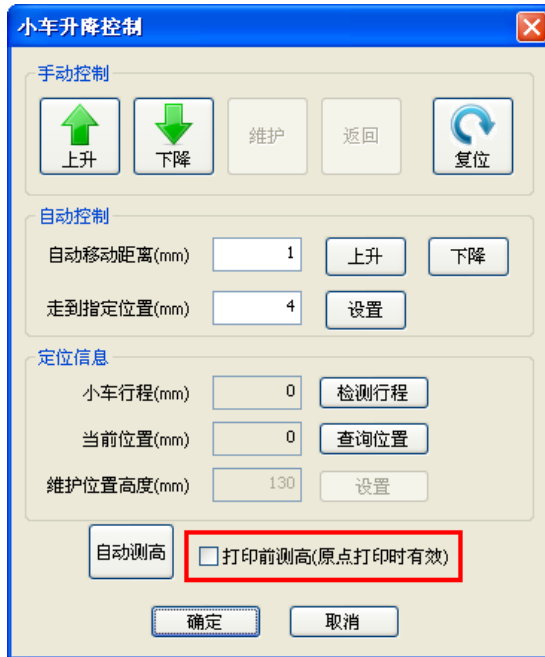 小车升降控制
手动控制
上升 下降 维护 返回 复位
自动控制
自动移动距离(mm) 1 上升 下降
走到指定位置(mm) 4 设置
定位信息
小车行程(mm) 0 检测行程
当前位置(mm) 0 查询位置
维护位置高度(mm) 130 设置
自动测高 打印前测高(原点打印时有效)
确定 取消